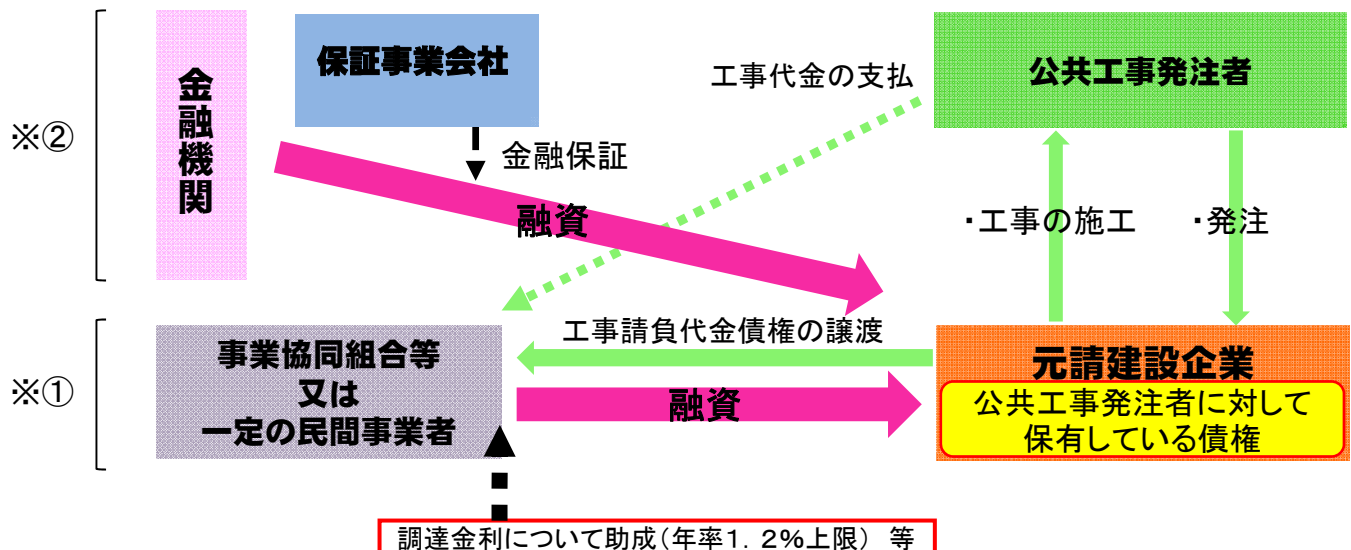 ※②
金融機関
保証事業会社
金融保証
融資
工事代金の支払
公共工事発注者
・工事の施工
・発注
※①
事業協同組合等
又は
一定の民間事業者
工事請負代金債権の譲渡
融資
元請建設企業
公共工事発注者に対して
保有している債権
調達金利について助成(年率1.2%上限) 等